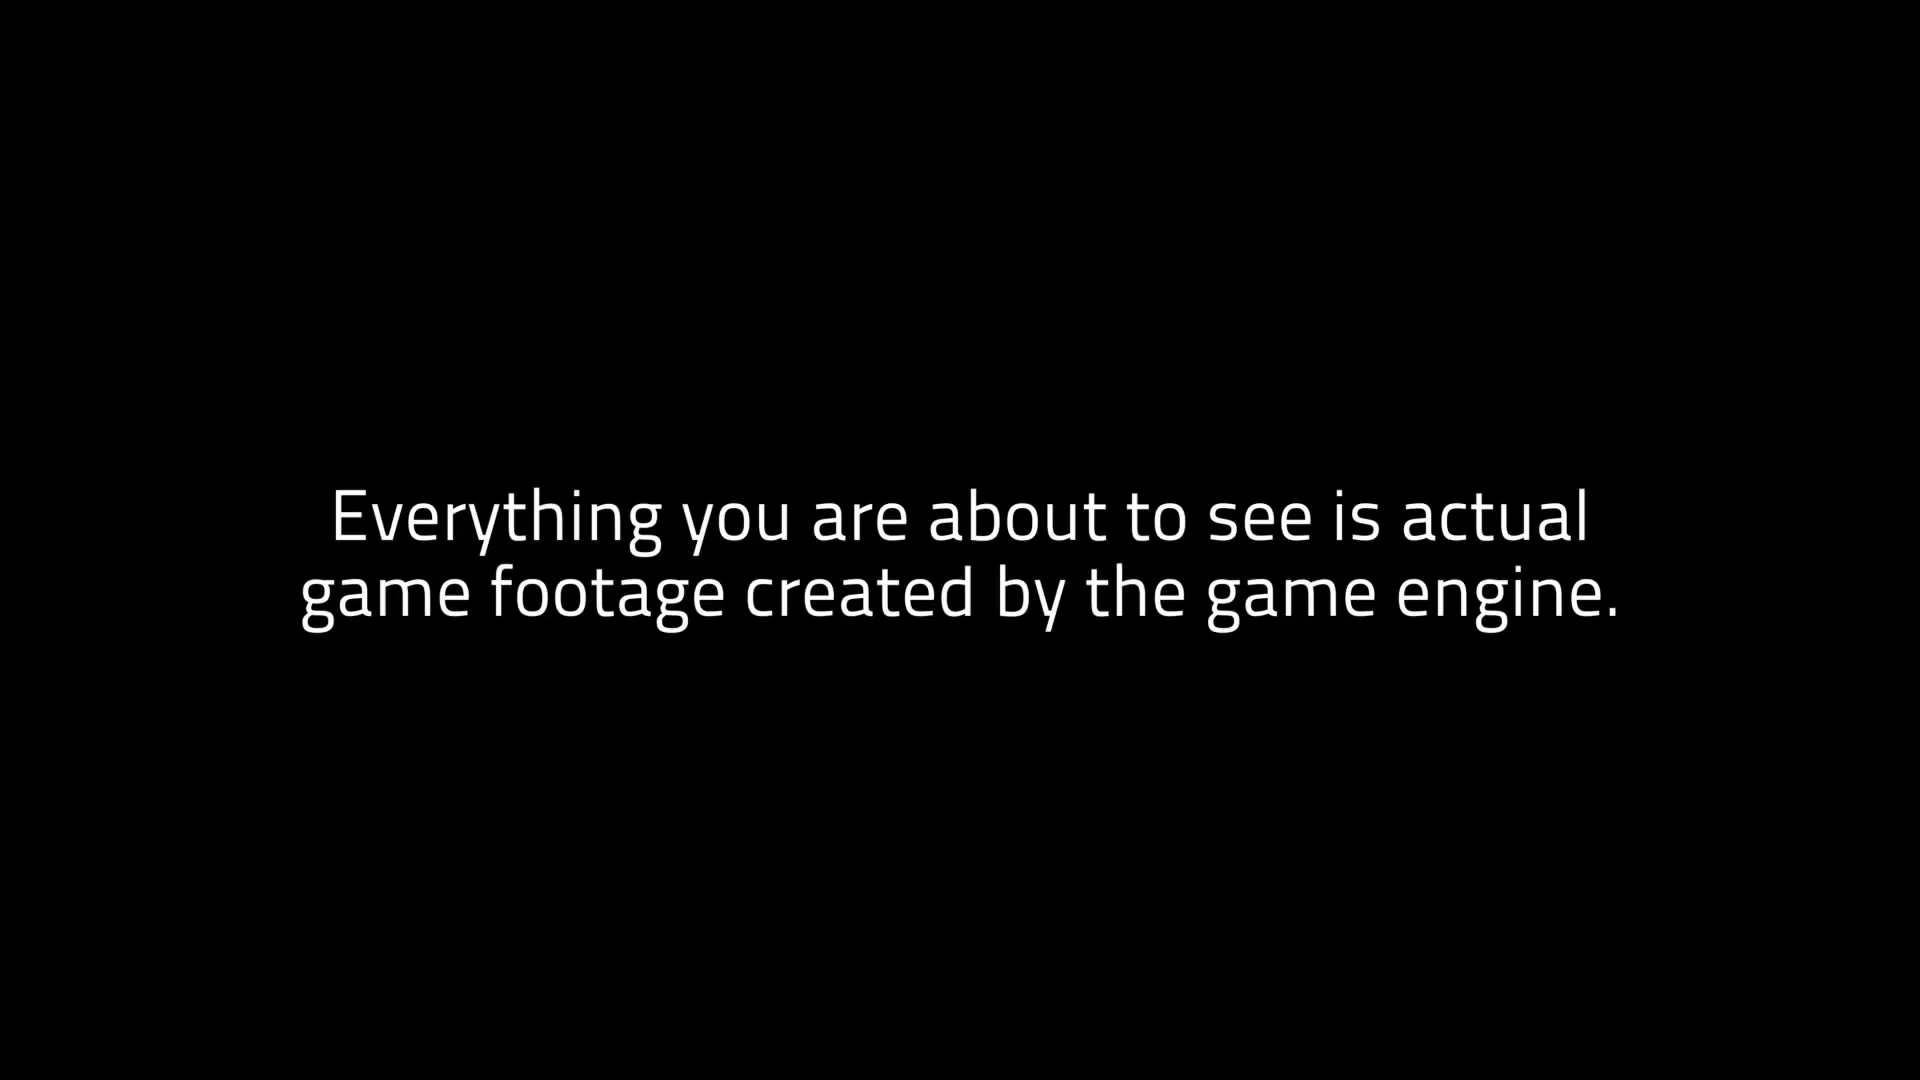 Everything you are about to see is actual
game footage created by the game engine.